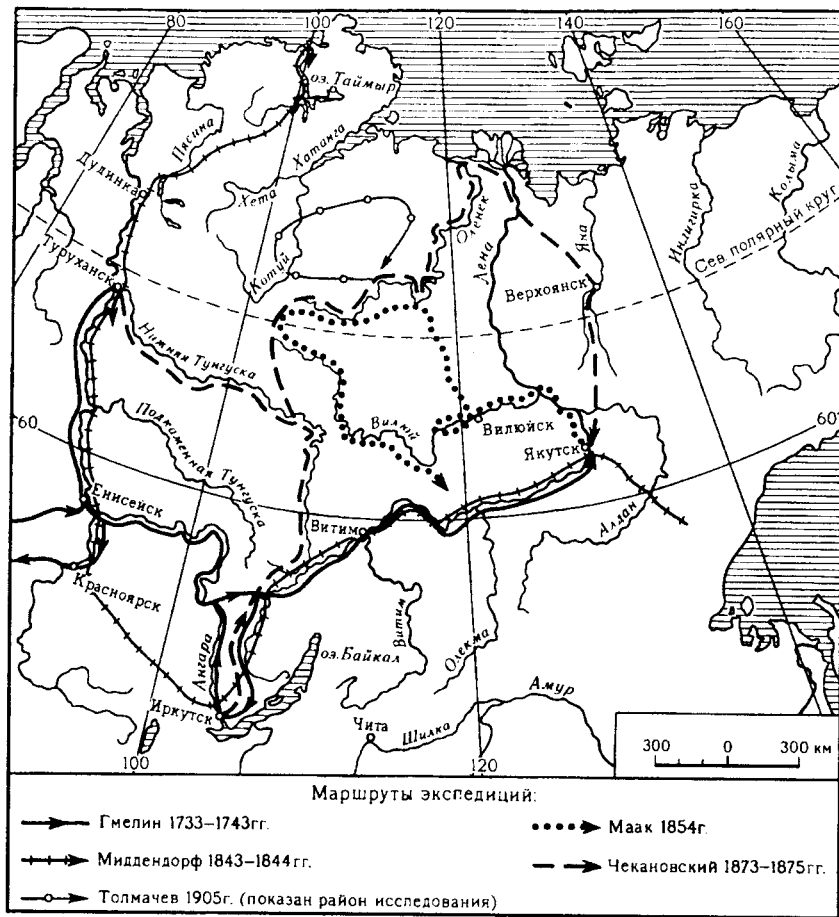 80 100 120 140 160
оз. Таймыр
Пясина
Хатанга
Дудинка
Хета
Оленек
Лена
Яна
Индигирка
Колыма
Сев. полярный круг
Туруханск
Котуй
Верхоянск
Нижняя Тунгуска
Подкаменная Тунгуска
60
Вилюй
Вилюйск
60
Якутск
Енисейск
Витим
Алдан
Красноярск
Ангара
оз. Байкал
Витим
Олекма
Иркутск
Чита
Шилка
Амур
100
120
300 0 300 км
Маршруты экспедиций:
Гмелин 1733–1743гг.
Маак 1854г.
Миддендорф 1843–1844гг.
Чекановский 1873–1875гг.
Толмачев 1905г. (показан район исследования)